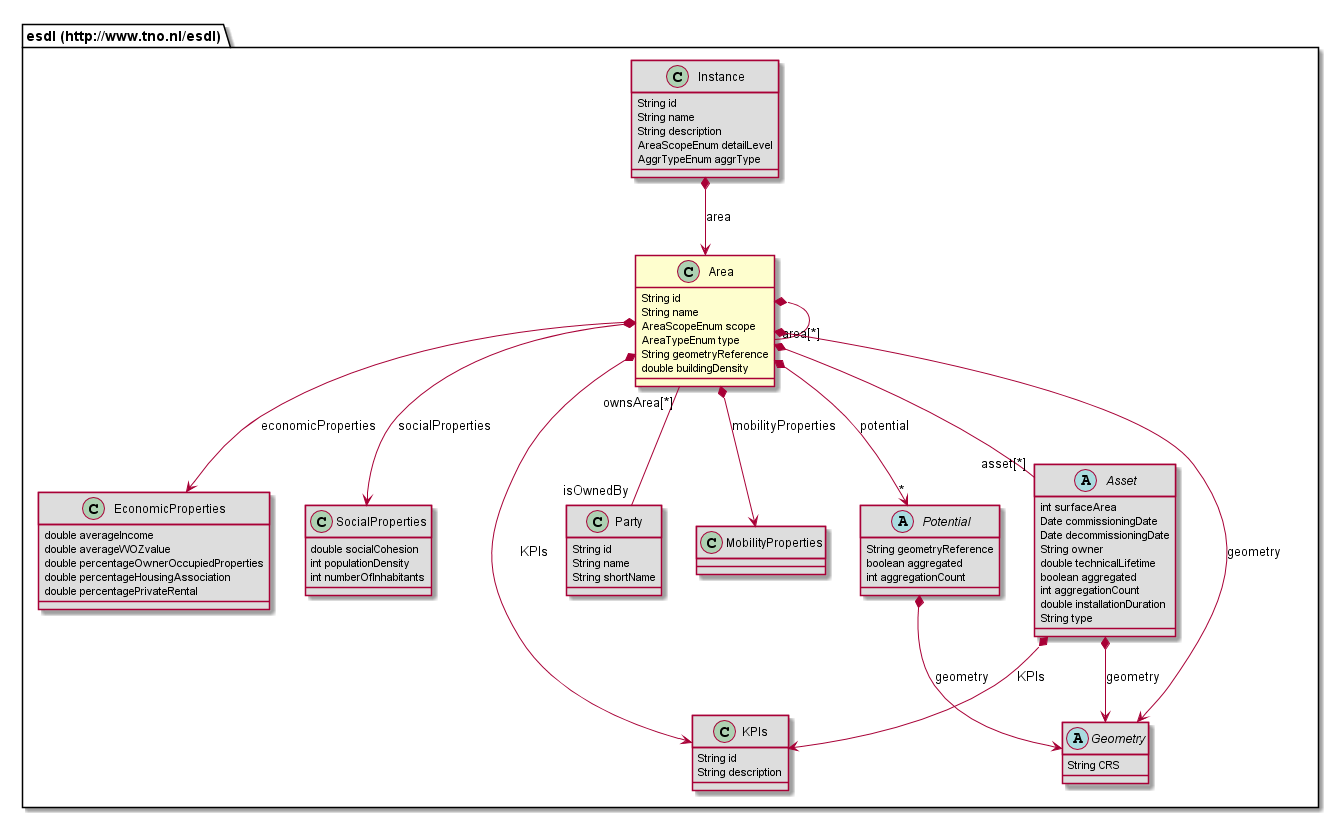 esdl (http://www.tno.nl/esdl)
C Instance
String id
String name
String description
AreaScopeEnum detailLevel
AggrTypeEnum aggrType
area
C Area
String id
String name
AreaScopeEnum scope
AreaTypeEnum type
String geometryReference
double buildingDensity
area[*]
ownsArea[*]
economicProperties
socialProperties
mobilityProperties
potential
asset[*]
*
isOwnedBy
KPIs
geometry
C EconomicProperties
double averageIncome
double averageWOZvalue
double percentageOwnerOccupiedProperties
double percentageHousingAssociation
double percentagePrivateRental
C SocialProperties
double socialCohesion
int populationDensity
int numberOfInhabitants
C Party
String id
String name
String shortName
C MobilityProperties
A Potential
String geometryReference
boolean aggregated
int aggregationCount
A Asset
int surfaceArea
Date commissioningDate
Date decommissioningDate
String owner
double technicalLifetime
boolean aggregated
int aggregationCount
double installationDuration
String type
geometry
KPIs
geometry
C KPIs
String id
String description
A Geometry
String CRS